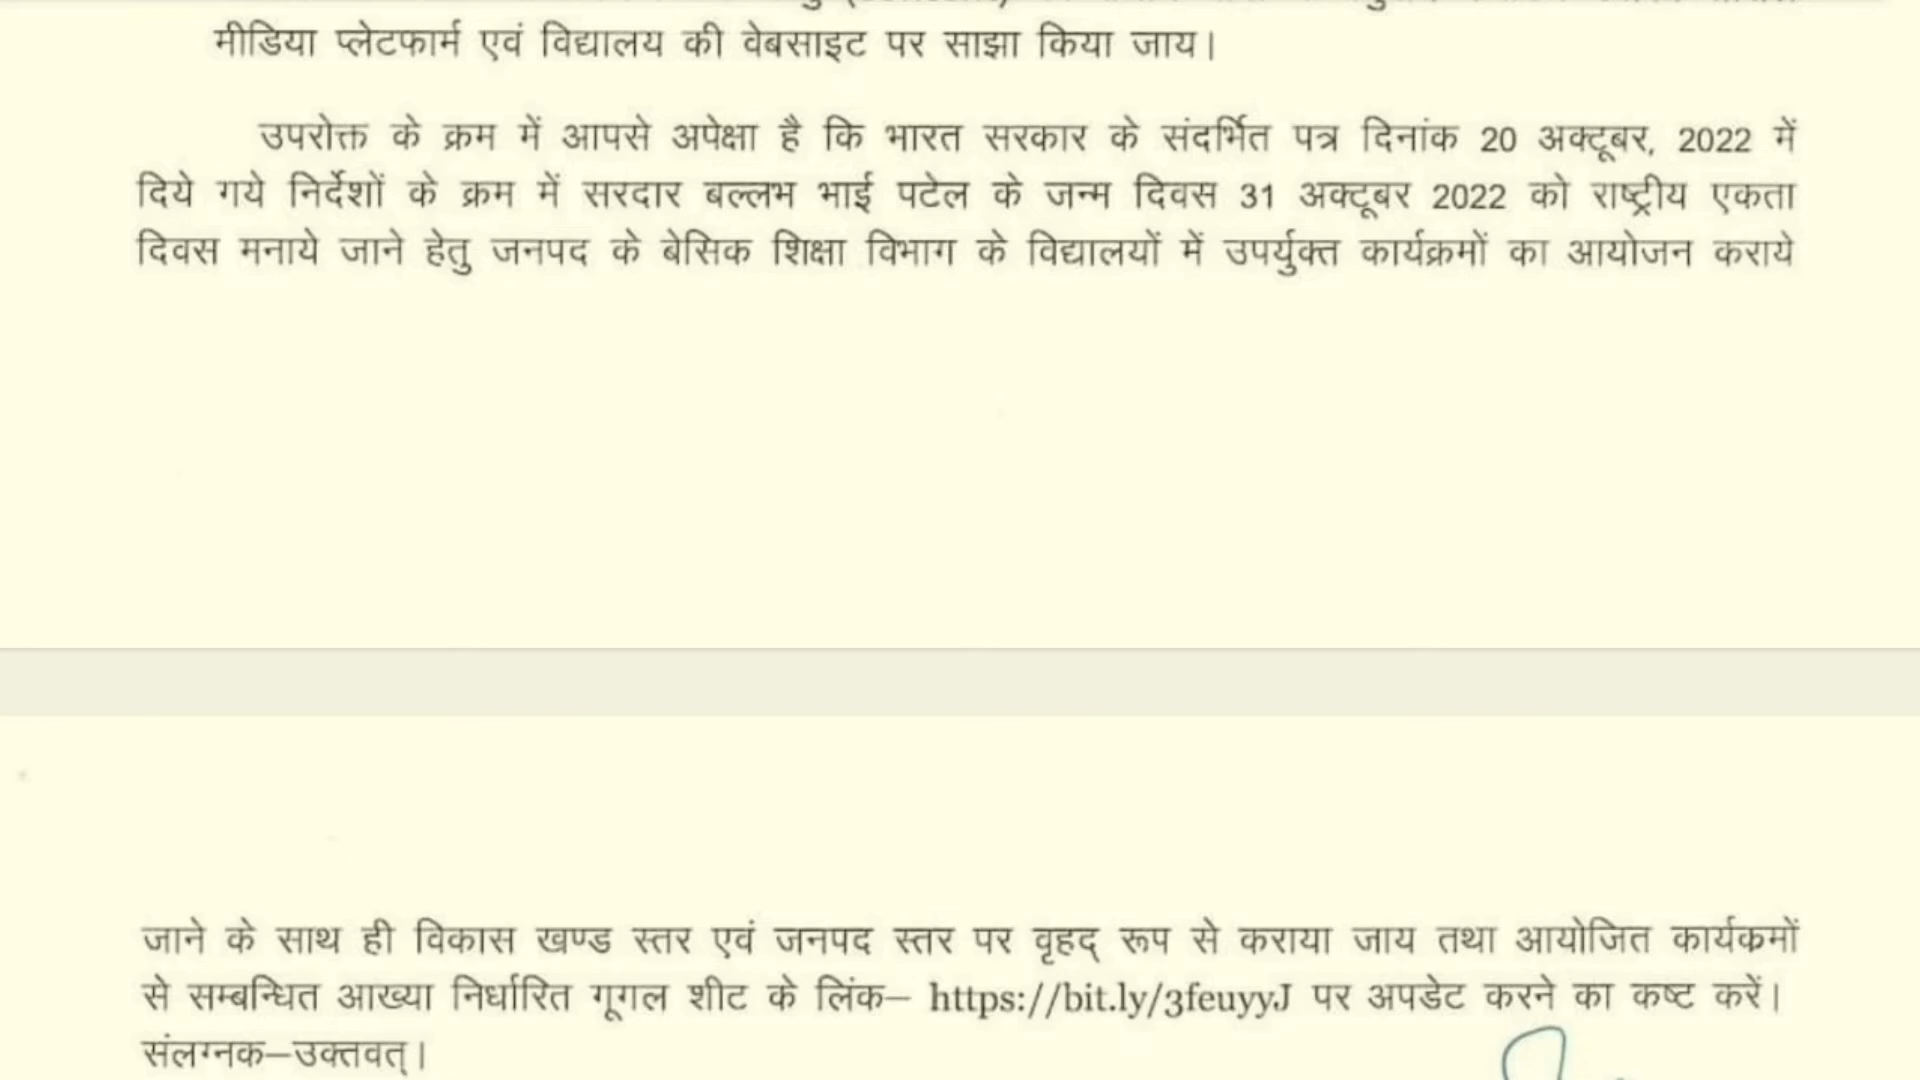 मीडिया प्लेटफार्म एवं विद्यालय की वेबसाइट पर साझा किया जाय।
उपरोक्त के क्रम में आपसे अपेक्षा है कि भारत सरकार के संदर्भित पत्र दिनांक 20 अक्टूबर, 2022 में
दिये गये निर्देशों के क्रम में सरदार बल्लभ भाई पटेल के जन्म दिवस 31 अक्टूबर 2022 को राष्ट्रीय एकता
दिवस मनाये जाने हेतु जनपद के बेसिक शिक्षा विभाग के विद्यालयों में उपर्युक्त कार्यक्रमों का आयोजन कराये
जाने के साथ ही विकास खण्ड स्तर एवं जनपद स्तर पर वृहद् रूप से कराया जाय तथा आयोजित कार्यकमों
से सम्बन्धित आख्या निर्धारित गूगल शीट के लिंक– https://bit.ly/3feuyyJ पर अपडेट करने का कष्ट करें।
संलग्नक–उक्तवत्।